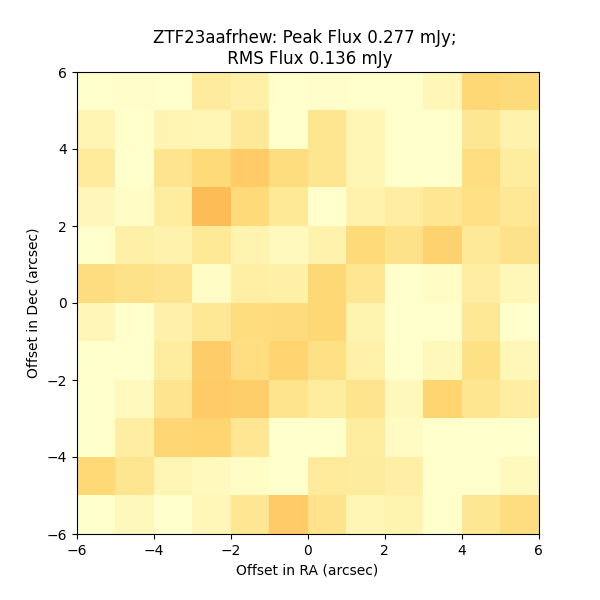 ZTF23aafrhew: Peak Flux 0.277 mJy;
RMS Flux 0.136 mJy
6
4
2
0
−2
−4
−6
Offset in Dec (arcsec)
−6 −4 −2 0 2 4 6
Offset in RA (arcsec)